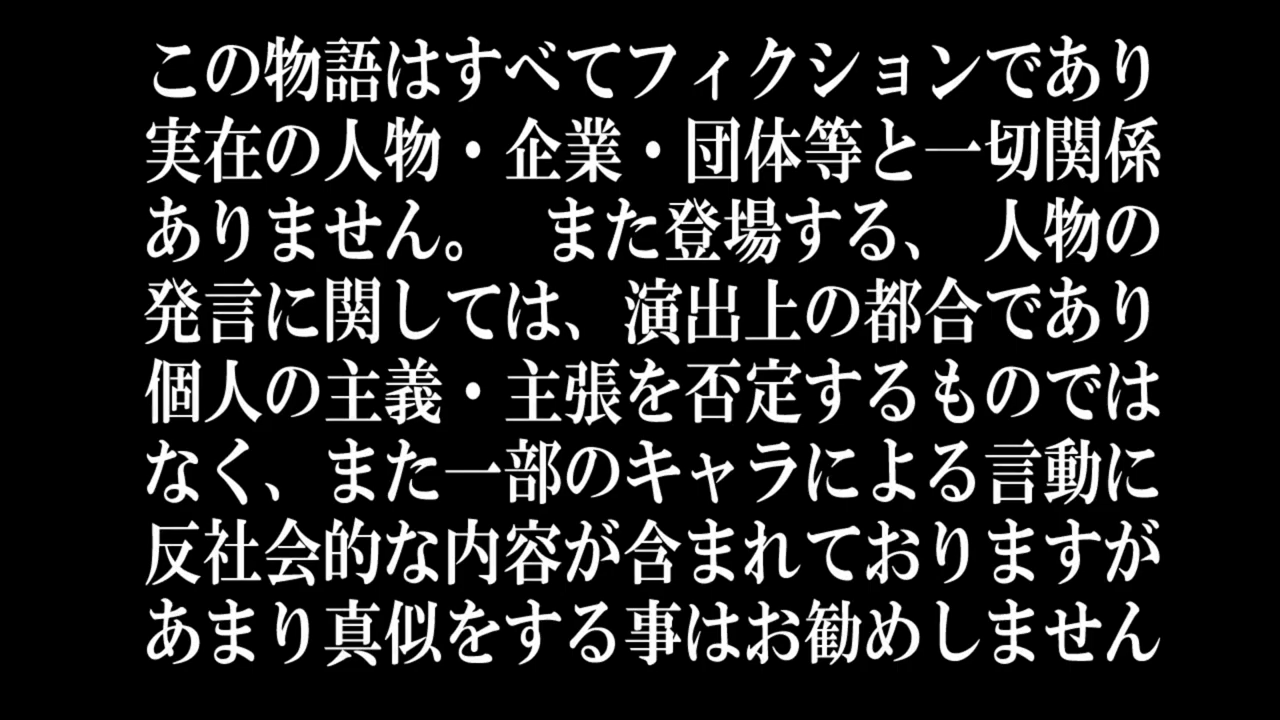 この物語はすべてフィクションであり
実在の人物・企業・団体等と一切関係
ありません。　また登場する、 人物の
発言に関しては、演出上の都合であり
個人の主義・主張を否定するものでは
なく、また一部のキャラによる言動に
反社会的な内容が含まれておりますが
あまり真似をする事はお勧めしません